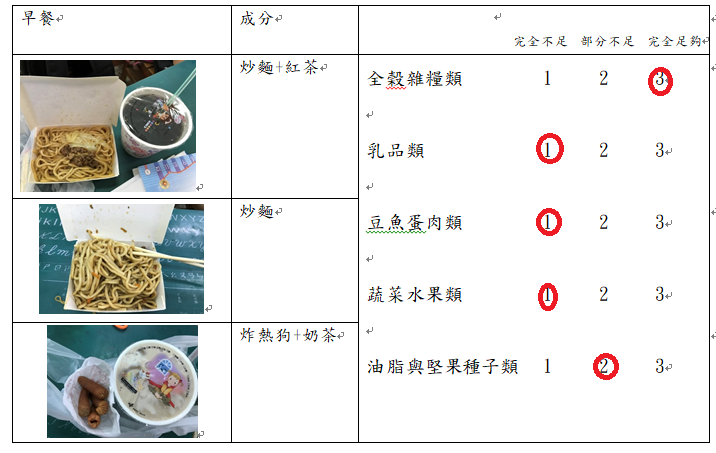 早餐
成分
完全不足 部分不足 完全足夠
炒麵+紅茶
炒麵
炸熱狗+奶茶
全穀雜糧類 1 2 3
乳品類 1 2 3
豆魚蛋肉類 1 2 3
蔬菜水果類 1 2 3
油脂與堅果種子類 1 2 3